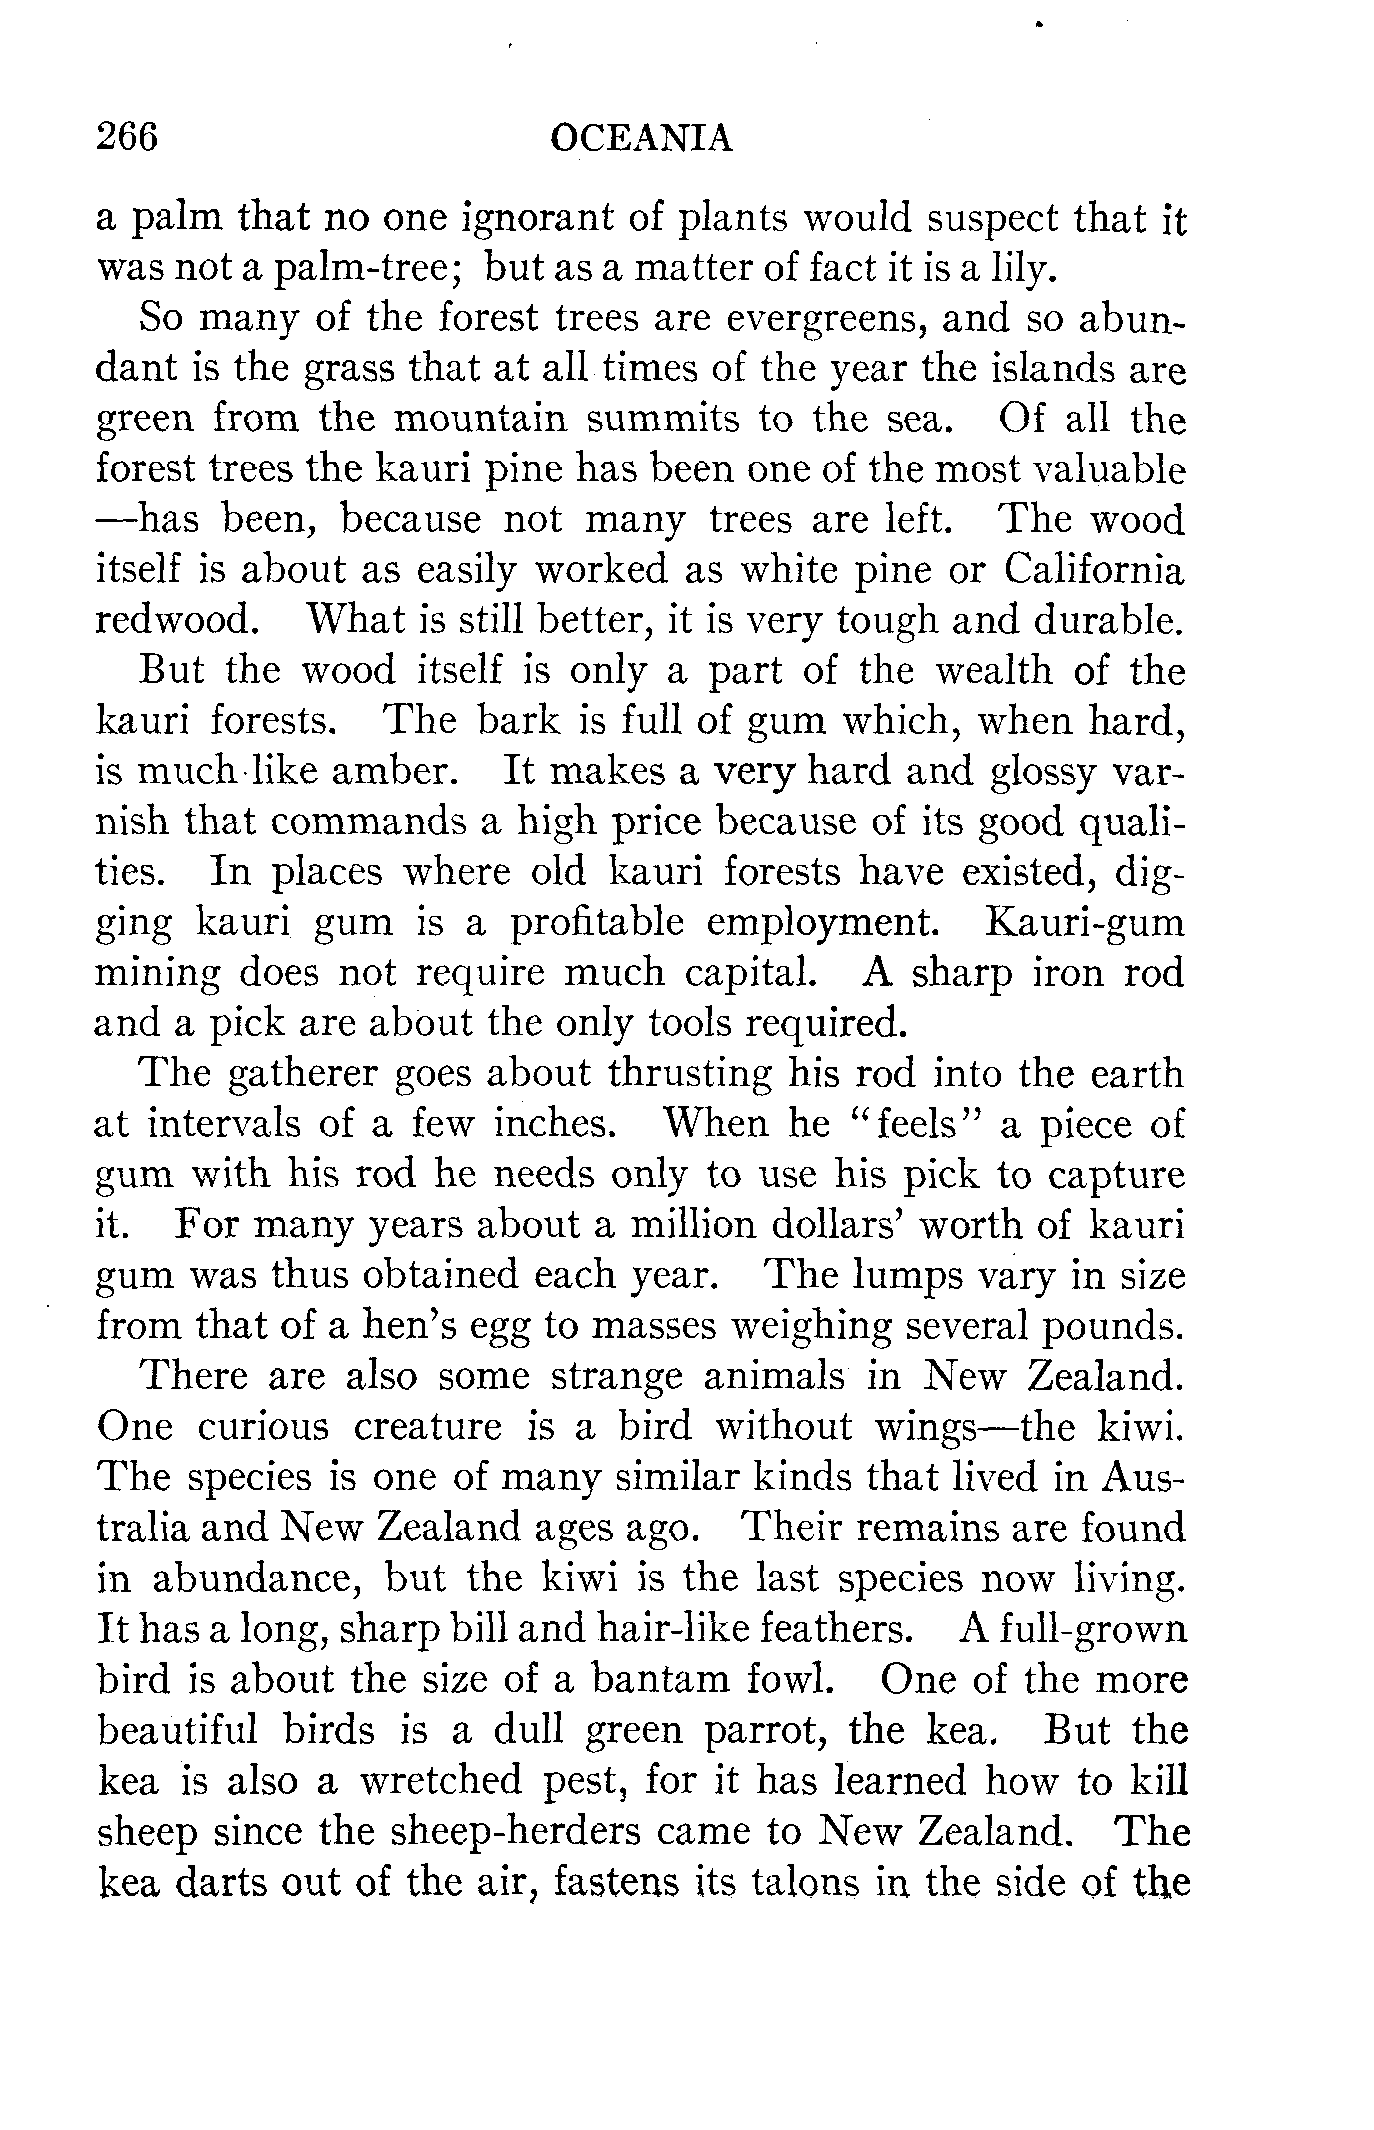 266 OCEANIA
a palm that no one ignorant of plants would suspect that it
was not a palm-tree; but as a matter of fact it is a lily.
So many of the forest trees are evergreens, and so abun-
dant is the grass that at all times of the year the islands are
green from the mountain summits to the sea. Of all the
forest trees the kauri pine has been one of the most valuable
—has been, because not many trees are left. The wood
itself is about as easily worked as white pine or California
redwood. What is still better, it is very tough and durable.
But the wood itself is only a part of the wealth of the
kauri forests. The bark is full of gum which, when hard,
is much like amber. It makes a very hard and glossy var-
nish that commands a high price because of its good quali-
ties. In places where old kauri forests have existed, dig-
ging kauri gum is a profitable employment. Kauri-gum
mining does not require much capital. A sharp iron rod
and a pick are about the only tools required.
The gatherer goes about thrusting his rod into the earth
at intervals of a few inches. When he "feels" a piece of
gum with his rod he needs only to use his pick to capture
it. For many years about a million dollars' worth of kauri
gum was thus obtained each year. The lumps vary in size
from that of a hen's egg to masses weighing several pounds.
There are also some strange animals in New Zealand.
One curious creature is a bird without wings—the kiwi.
The species is one of many similar kinds that lived in Aus-
tralia and New Zealand ages ago. Their remains are found
in abundance, but the kiwi is the last species now living.
It has a long, sharp bill and hair-like feathers. A full-grown
bird is about the size of a bantam fowl. One of the more
beautiful birds is a dull green parrot, the kea. But the
kea is also a wretched pest, for it has learned how to kill
sheep since the sheep-herders came to New Zealand. The
kea darts out of the air, fastens its talons in the side of the